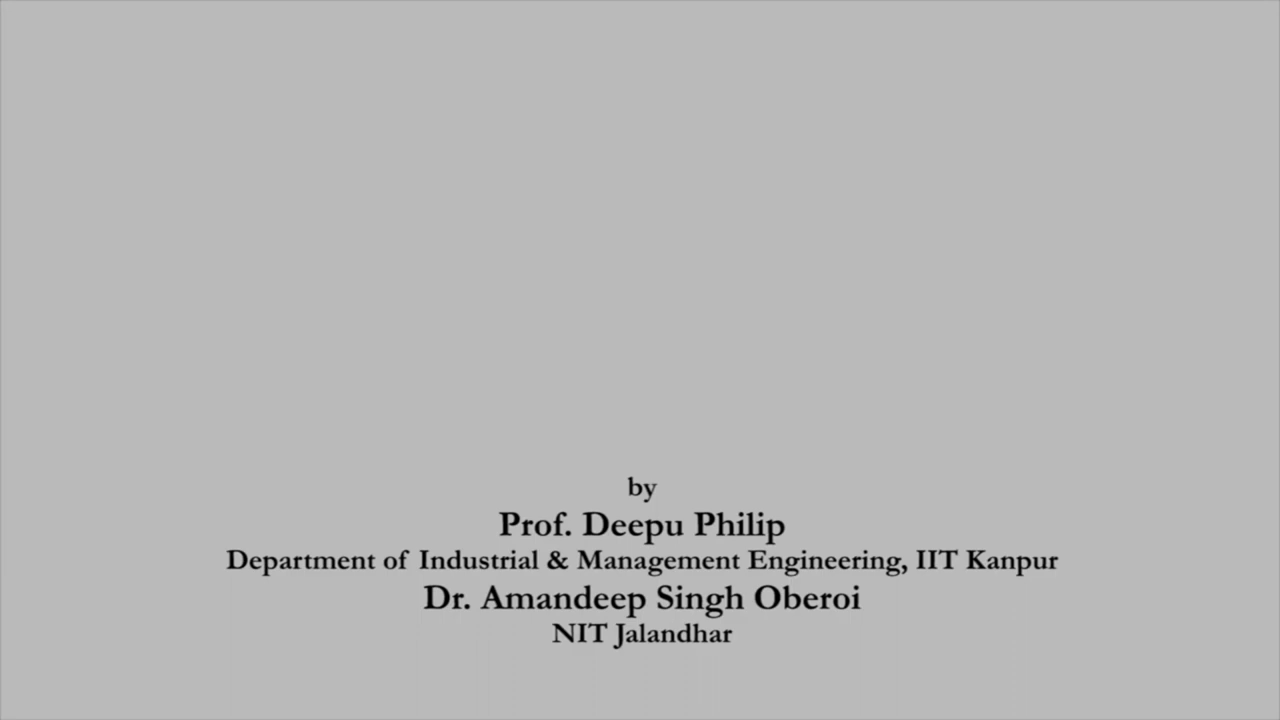 by
Prof. Deepu Philip
Department of Industrial & Management Engineering, IIT Kanpur
Dr. Amandeep Singh Oberoi
NIT Jalandhar